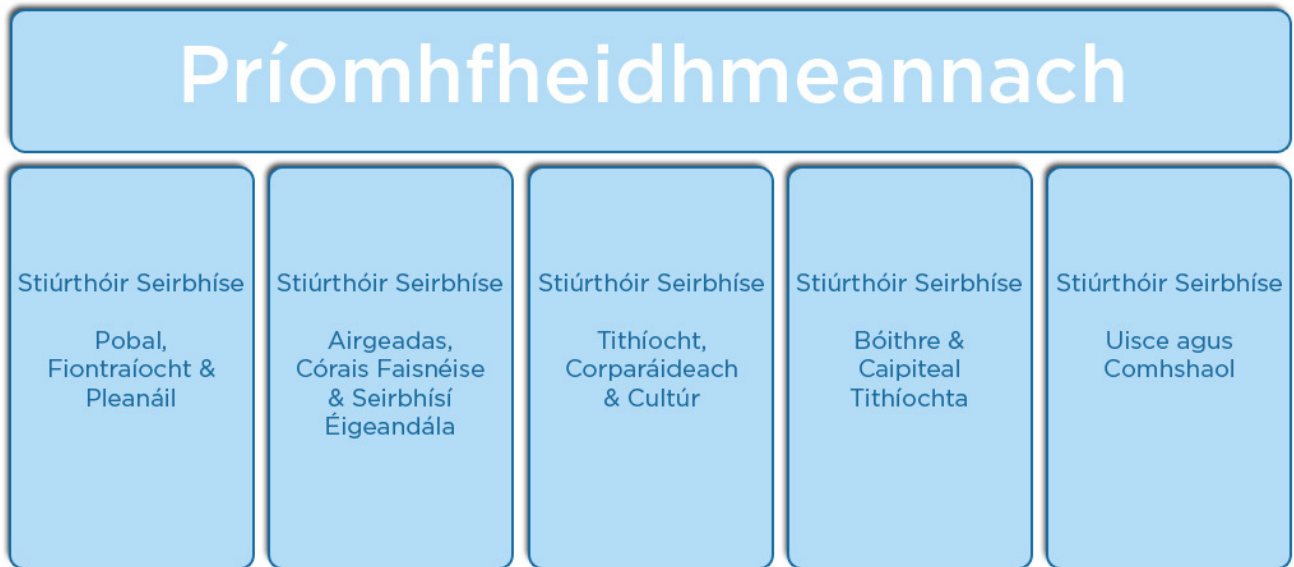 Príomhfheidhmeannach
Stiúrthóir Seirbhíse
Pobal,
Fiontraíocht &
Pleanáil
Stiúrthóir Seirbhíse
Airgeadas,
Córais Faisnéise
& Seirbhísí
Éigeandála
Stiúrthóir Seirbhíse
Tithíocht,
Corparáideach
& Cultúr
Stiúrthóir Seirbhíse
Bóithre &
Caipiteal
Tithíochta
Stiúrthóir Seirbhíse
Uisce agus
Comhshaol